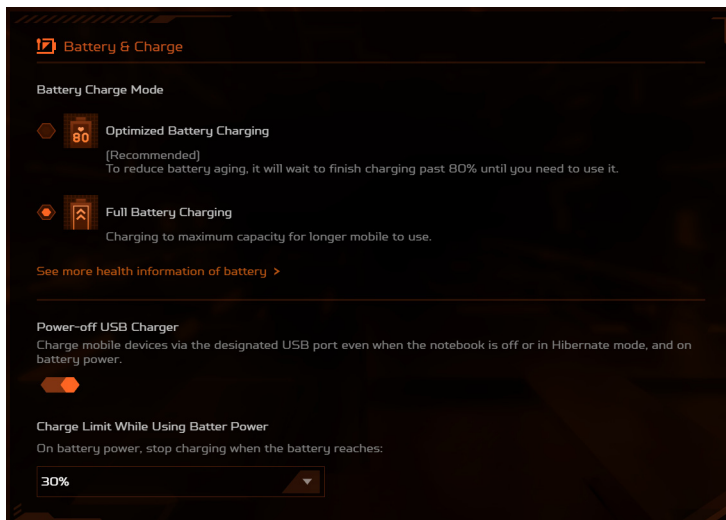 Battery & Charge
Battery Charge Mode
80
Optimized Battery Charging
(Recommended)
To reduce battery aging, it will wait to finish charging past 80% until you need to use it.
Full Battery Charging
Charging to maximum capacity for longer mobile to use.
See more health information of battery >
Power-off USB Charger
Charge mobile devices via the designated USB port even when the notebook is off or in Hibernate mode, and on
battery power.
Charge Limit While Using Batter Power
On battery power, stop charging when the battery reaches:
30%